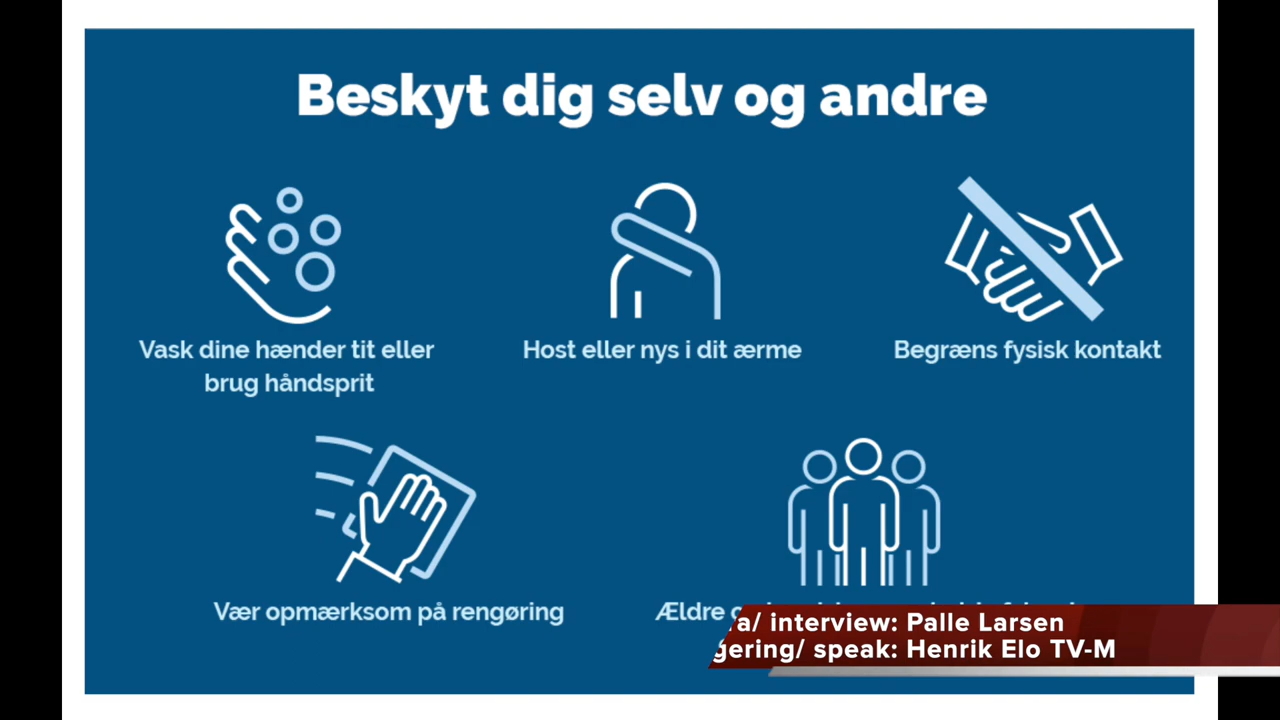 Beskyt dig selv og andre
Vask dine hænder tit eller
brug håndsprit
Host eller nys i dit ærme
Begræns fysisk kontakt
Vær opmærksom på rengøring
Ældre
interview: Palle Larsen
speak: Henrik Elo TV-M